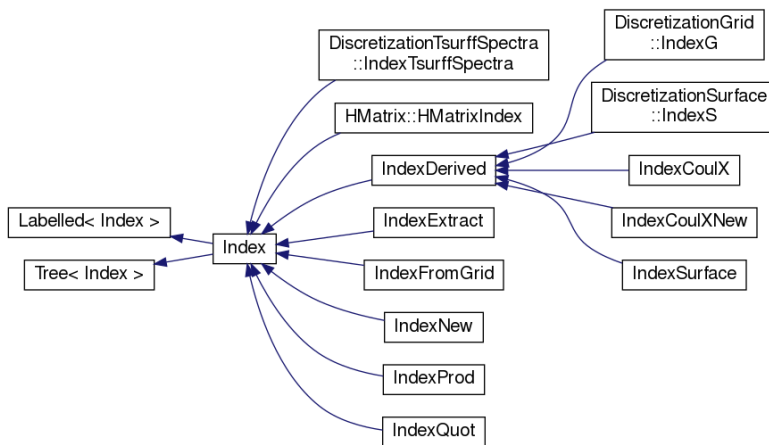 DiscretizationTsurffSpectra
::IndexTsurffSpectra
HMatrix::HMatrixIndex
IndexDerived
IndexExtract
IndexFromGrid
IndexNew
IndexProd
IndexQuot
Labelled< Index >
Tree< Index >
Index
DiscretizationGrid
::IndexG
DiscretizationSurface
::IndexS
IndexCoulX
IndexCoulXNew
IndexSurface